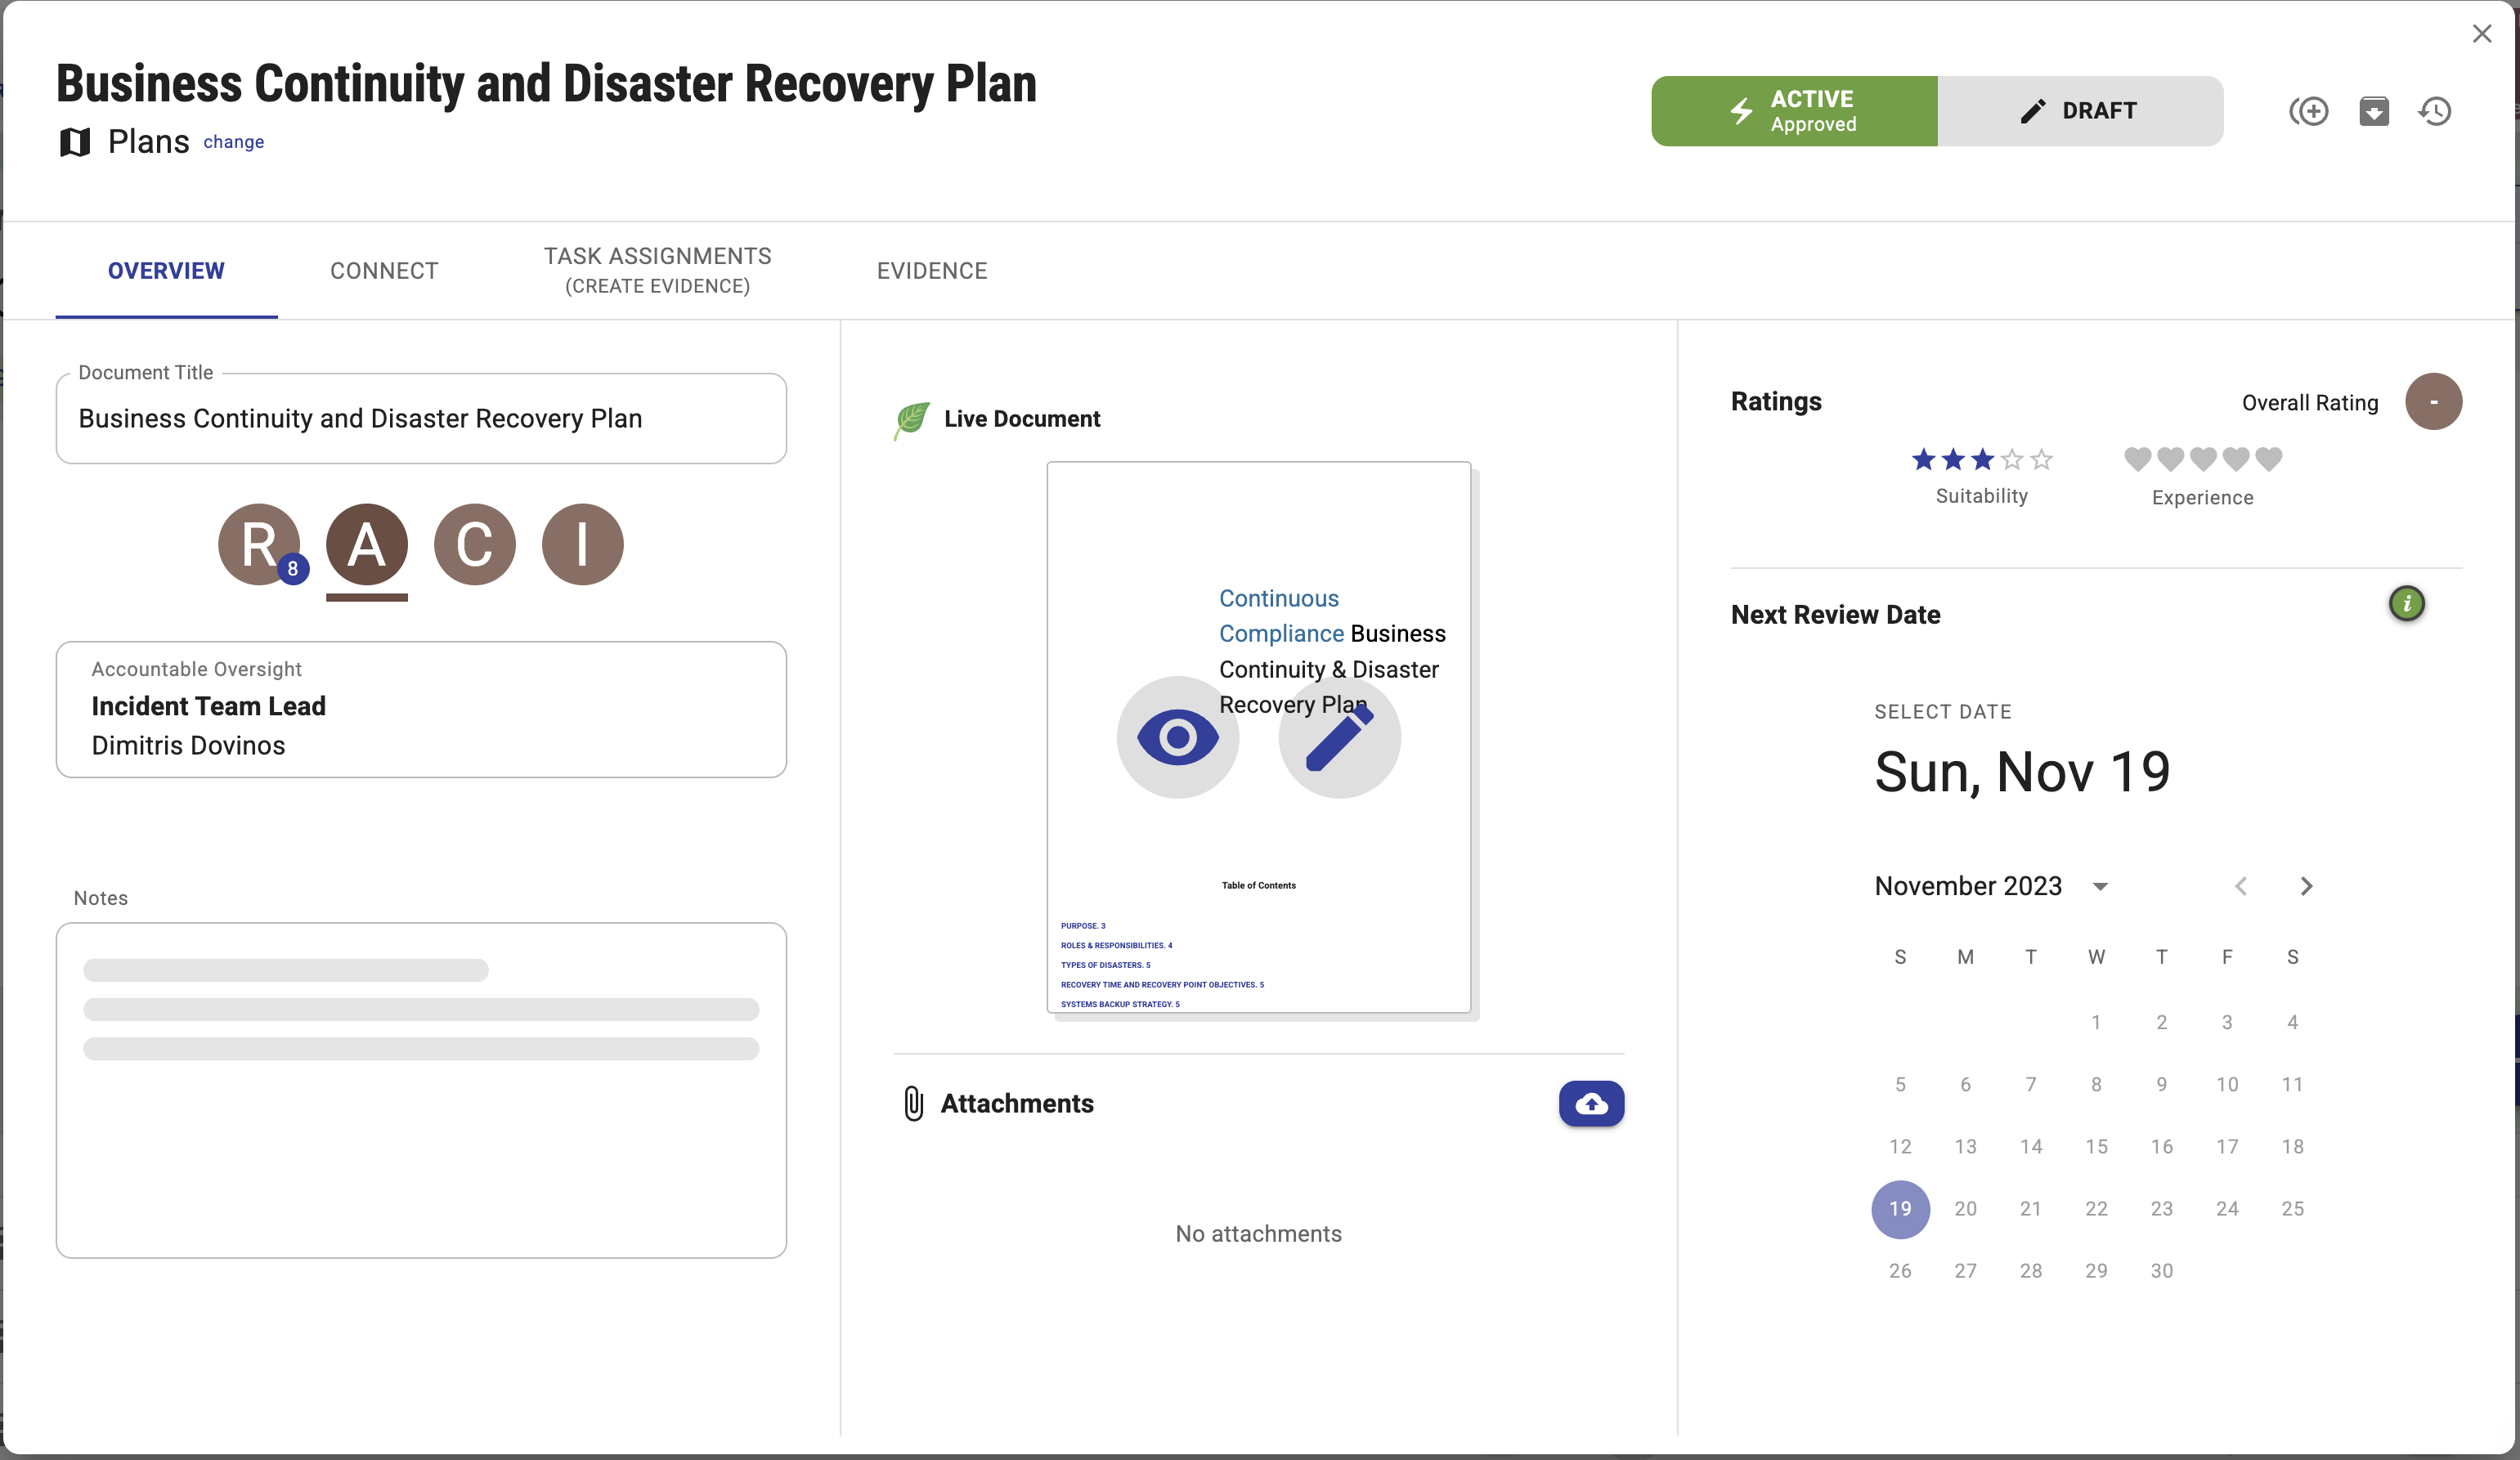 Business Continuity and Disaster Recovery Plan
Plans change
ACTIVE
Approved
DRAFT
OVERVIEW
CONNECT
TASK ASSIGNMENTS
(CREATE EVIDENCE)
EVIDENCE
Document Title
Business Continuity and Disaster Recovery Plan
R
8
A
C
I
Accountable Oversight
Incident Team Lead
Dimitris Dovinos
Notes
Live Document
Continuous
Compliance Business
Continuity & Disaster
Recovery Plan
Table of Contents
PURPOSE. 3
ROLES & RESPONSIBILITIES. 4
TYPES OF DISASTERS. 5
RECOVERY TIME AND RECOVERY POINT OBJECTIVES. 5
SYSTEMS BACKUP STRATEGY. 5
Attachments
No attachments
Ratings
Overall Rating
-
Suitability
Experience
Next Review Date
i
SELECT DATE
Sun, Nov 19
November 2023
S M T W T F S
1 2 3 4
5 6 7 8 9 10 11
12 13 14 15 16 17 18
19 20 21 22 23 24 25
26 27 28 29 30